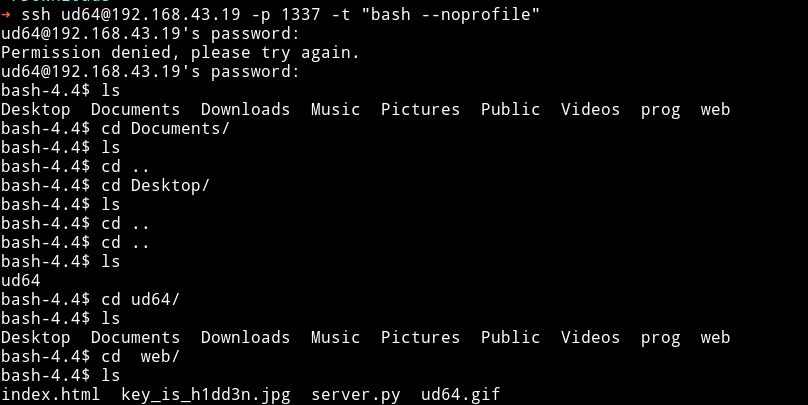 ➜ ssh ud64@192.168.43.19 -p 1337 -t "bash --noprofile"
ud64@192.168.43.19's password:
Permission denied, please try again.
ud64@192.168.43.19's password:
bash-4.4$ ls
Desktop  Documents  Downloads  Music  Pictures  Public  Videos  prog  web
bash-4.4$ cd Documents/
bash-4.4$ ls
bash-4.4$ cd ..
bash-4.4$ cd Desktop/
bash-4.4$ ls
bash-4.4$ cd ..
bash-4.4$ cd ..
bash-4.4$ ls
ud64
bash-4.4$ cd ud64/
bash-4.4$ ls
Desktop  Documents  Downloads  Music  Pictures  Public  Videos  prog  web
bash-4.4$ cd  web/
bash-4.4$ ls
index.html  key_is_h1dd3n.jpg  server.py  ud64.gif